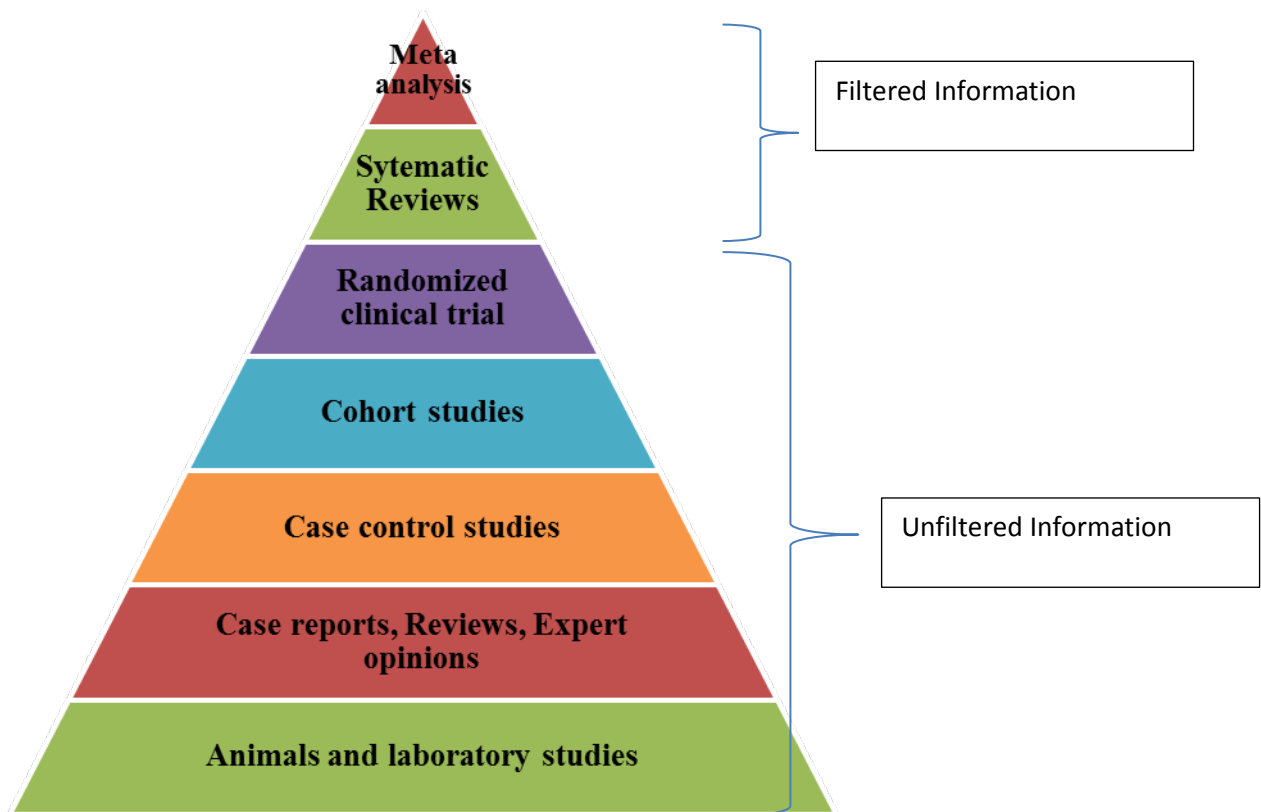 Meta
analysis
Filtered Information
Sytematic
Reviews
Randomized
clinical trial
Cohort studies
Case control studies
Unfiltered Information
Case reports, Reviews, Expert
opinions
Animals and laboratory studies